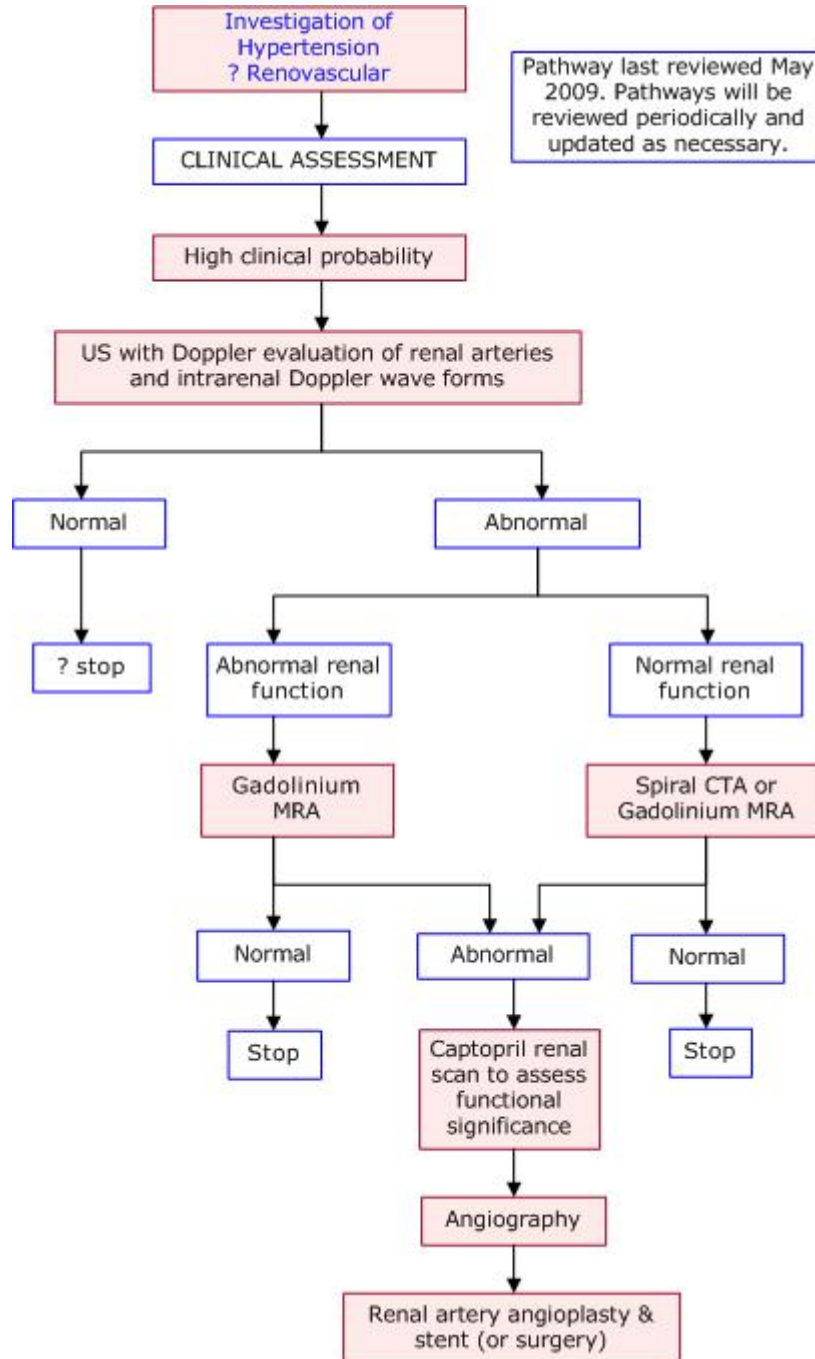 Investigation of
Hypertension
? Renovascular
Pathway last reviewed May
2009. Pathways will be
reviewed periodically and
updated as necessary.
CLINICAL ASSESSMENT
High clinical probability
US with Doppler evaluation of renal arteries
and intrarenal Doppler wave forms
Normal
Abnormal
? stop
Abnormal renal
function
Normal renal
function
Gadolinium
MRA
Spiral CTA or
Gadolinium MRA
Normal
Abnormal
Normal
Stop
Captopril renal
scan to assess
functional
significance
Stop
Angiography
Renal artery angioplasty &
stent (or surgery)